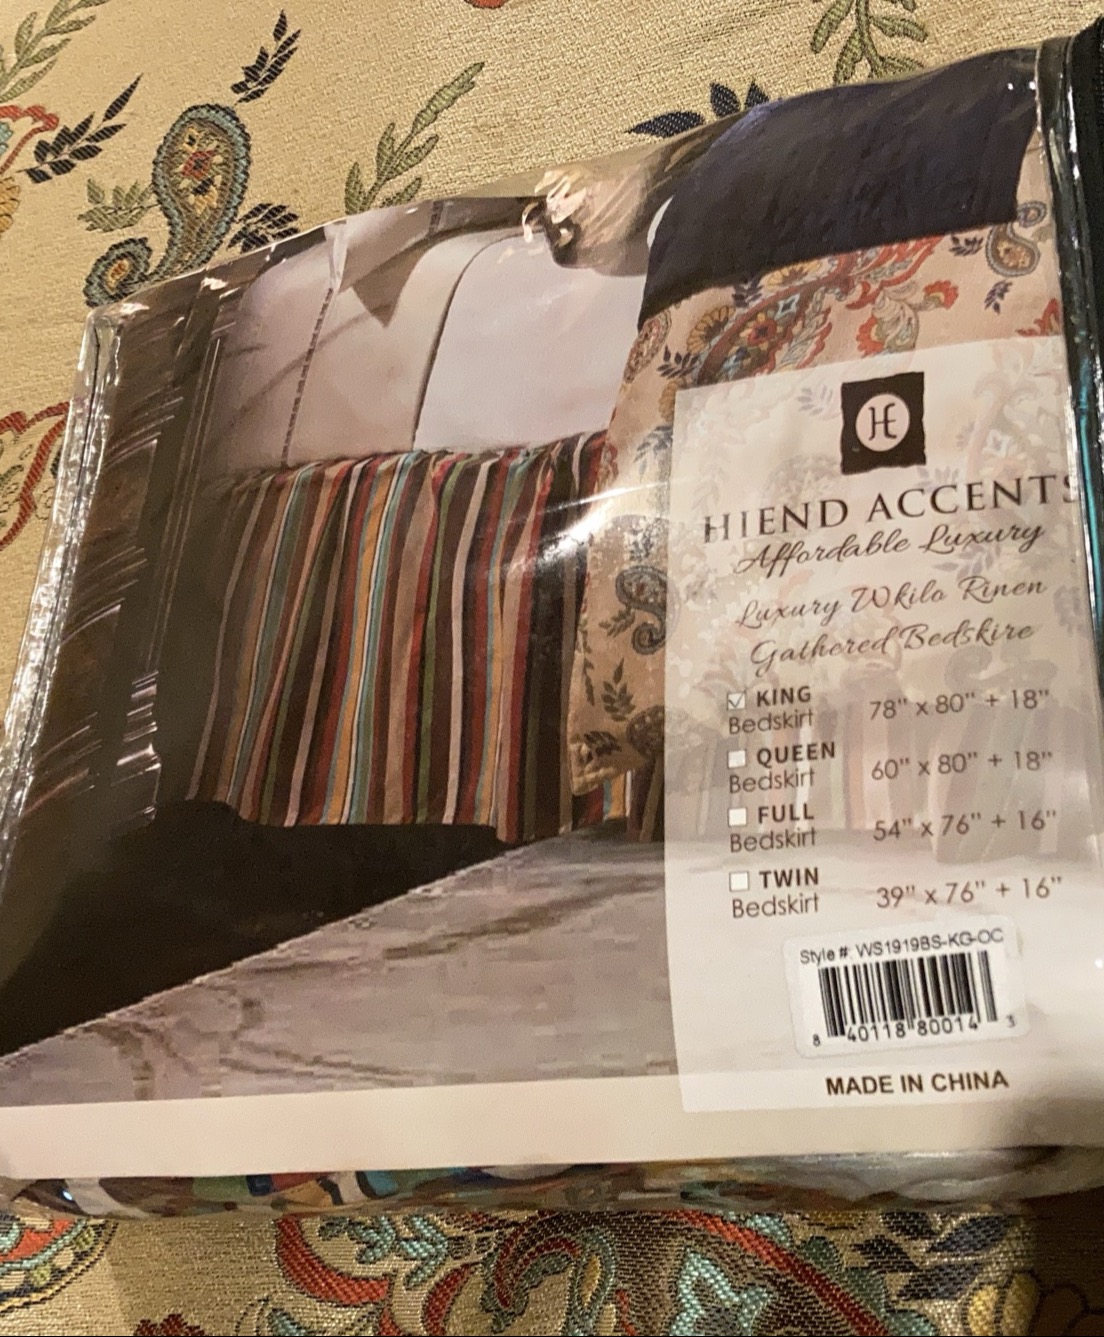 HE
HIEND ACCENTS
Affordable Luxury
Luxury Wkilo Rinen
Gathered Bedskire
KING
Bedskirt 78" x 80" + 18"
QUEEN
Bedskirt 60" x 80" + 18"
FULL
Bedskirt 54" x 76" + 16"
TWIN
Bedskirt 39" x 76" + 16"
Style #: WS1919BS-KG-OC
8 40118 80014 3
MADE IN CHINA